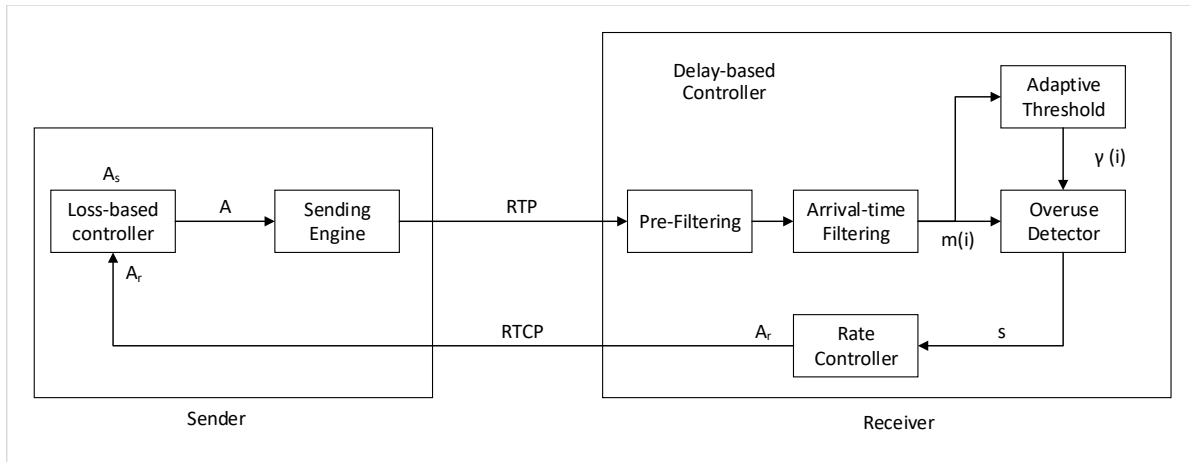 Delay-based
Controller
Adaptive
Threshold
γ (i)
Aₛ
Loss-based
controller
A
Sending
Engine
RTP
Pre-Filtering
Arrival-time
Filtering
m(i)
Overuse
Detector
Aᵣ
RTCP
Aᵣ
Rate
Controller
s
Sender
Receiver